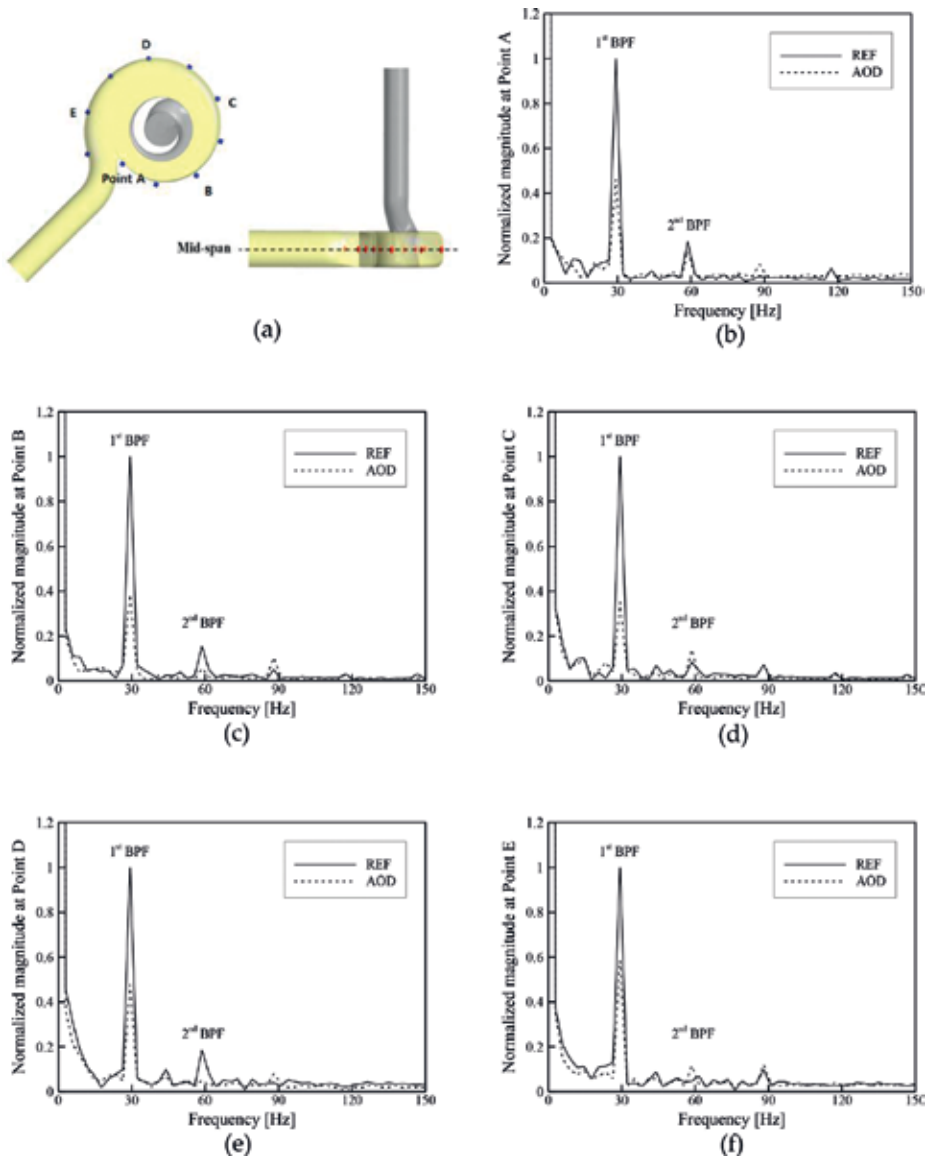 D
E
C
Point A
B
Mid-span
(a)
Normalized magnitude at Point A
1.2
1
0.8
0.6
0.4
0.2
0
1st BPF
2nd BPF
REF
AOD
0 30 60 90 120 150
Frequency [Hz]
(b)
Normalized magnitude at Point B
1.2
1
0.8
0.6
0.4
0.2
0
1st BPF
2nd BPF
REF
AOD
0 30 60 90 120 150
Frequency [Hz]
(c)
Normalized magnitude at Point C
1.2
1
0.8
0.6
0.4
0.2
0
1st BPF
2nd BPF
REF
AOD
0 30 60 90 120 150
Frequency [Hz]
(d)
Normalized magnitude at Point D
1.2
1
0.8
0.6
0.4
0.2
0
1st BPF
2nd BPF
REF
AOD
0 30 60 90 120 150
Frequency [Hz]
(e)
Normalized magnitude at Point E
1.2
1
0.8
0.6
0.4
0.2
0
1st BPF
2nd BPF
REF
AOD
0 30 60 90 120 150
Frequency [Hz]
(f)